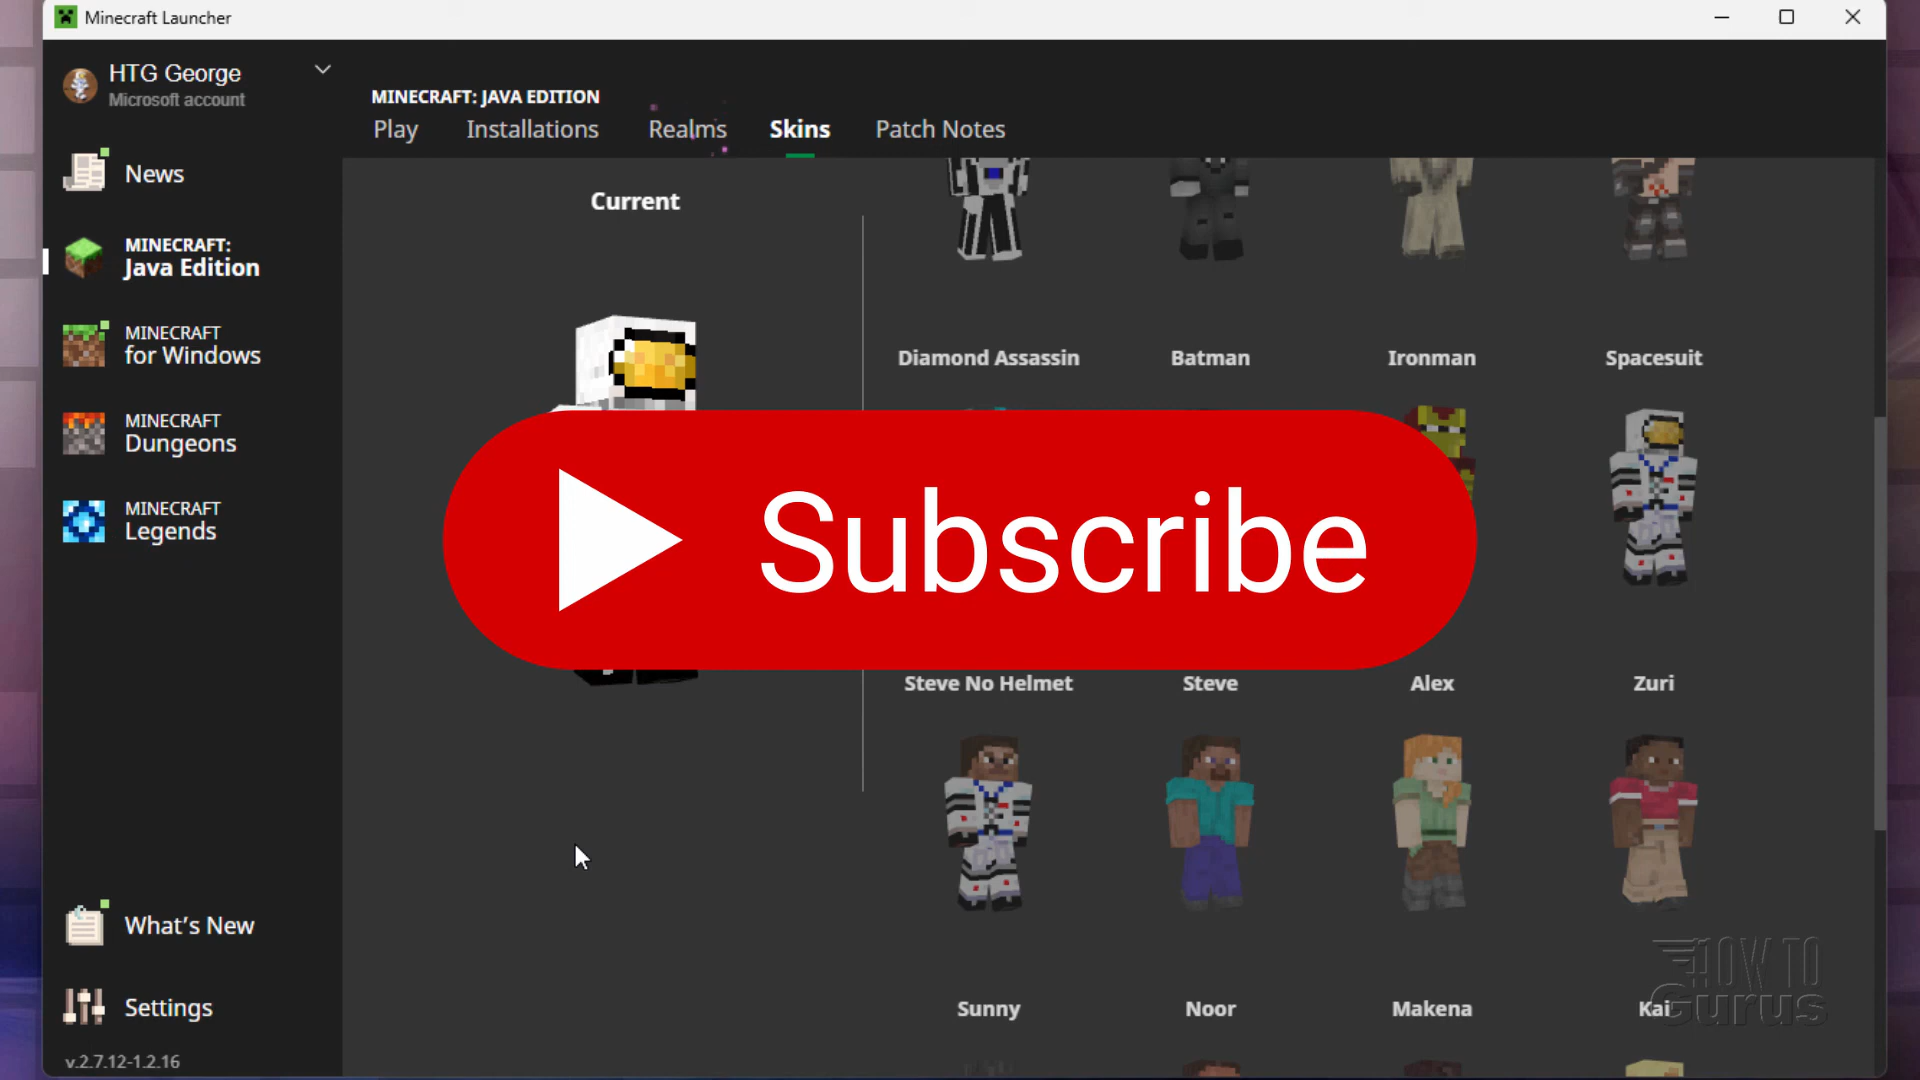 Minecraft Launcher
HTG George
Microsoft account
MINECRAFT: JAVA EDITION
Play Installations Realms Skins Patch Notes
News
MINECRAFT:
Java Edition
MINECRAFT
for Windows
MINECRAFT
Dungeons
MINECRAFT
Legends
What's New
Settings
v.2.7.12-1.2.16
Current
Diamond Assassin Batman Ironman Spacesuit
Subscribe
Steve No Helmet Steve Alex Zuri
Sunny Noor Makena Kai
HOW TO
Gurus